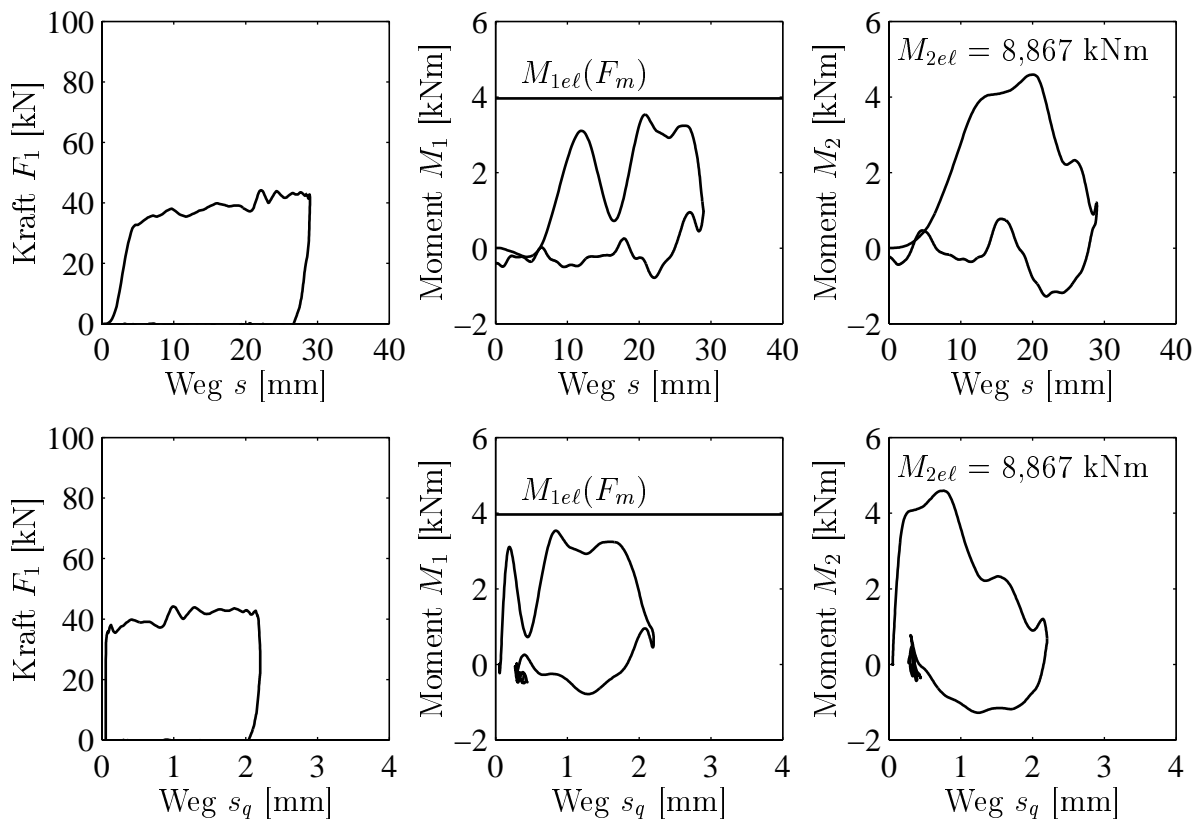 Kraft F₁ [kN]
100
80
60
40
20
0
0 10 20 30 40
Weg s [mm]
Moment M₁ [kNm]
6
4
2
0
−2
M₁ₑℓ(Fₘ)
0 10 20 30 40
Weg s [mm]
Moment M₂ [kNm]
6
4
2
0
−2
M₂ₑℓ = 8,867 kNm
0 10 20 30 40
Weg s [mm]
Kraft F₁ [kN]
100
80
60
40
20
0
0 1 2 3 4
Weg s_q [mm]
Moment M₁ [kNm]
6
4
2
0
−2
M₁ₑℓ(Fₘ)
0 1 2 3 4
Weg s_q [mm]
Moment M₂ [kNm]
6
4
2
0
−2
M₂ₑℓ = 8,867 kNm
0 1 2 3 4
Weg s_q [mm]